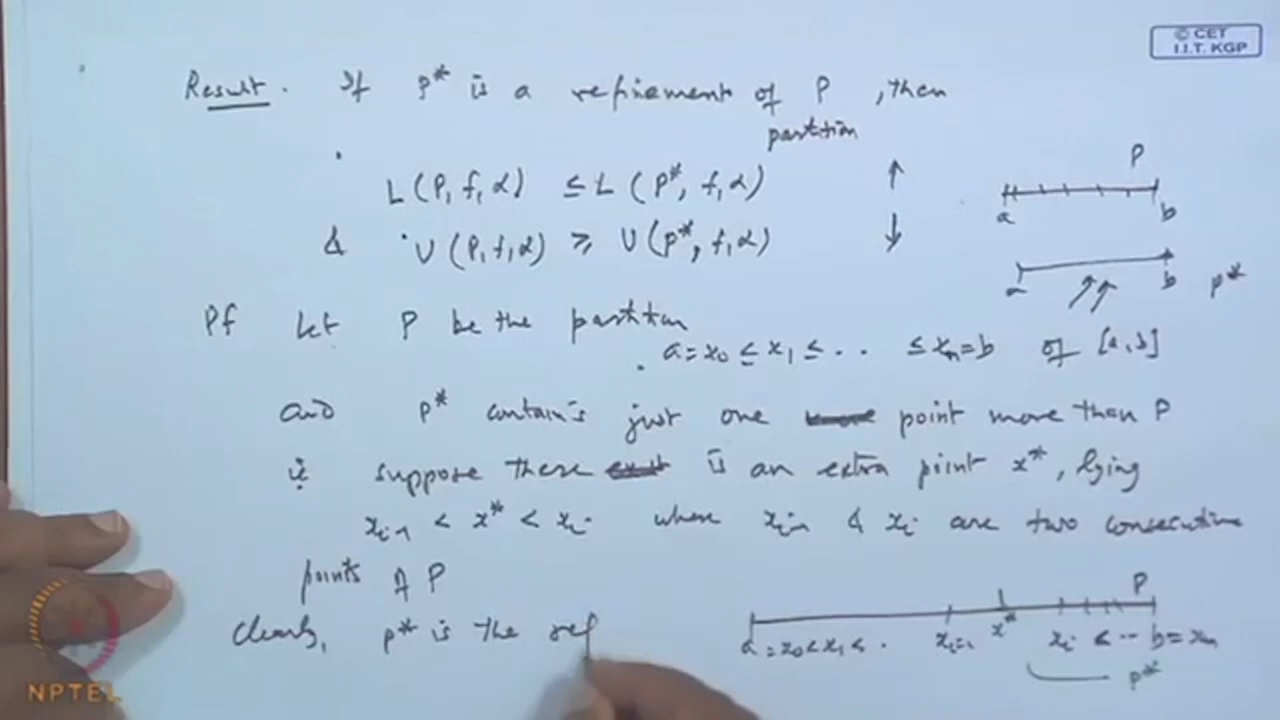 © CET
I.I.T. KGP
Result. If P* is a refinement of P, then
partition
L(P, f, α) ≤ L(P*, f, α) ↑
& U(P, f, α) ≥ U(P*, f, α) ↓
P
a b
a b P*
Pf Let P be the partition
a = x₀ ≤ x₁ ≤ .. ≤ xₙ = b of [a, b]
and P* contains just one point more than P
ie suppose there is an extra point x*, lying
xᵢ₋₁ < x* < xᵢ where xᵢ₋₁ & xᵢ are two consecutive
points of P
P
Clearly, P* is the ref
a = x₀ < x₁ < . xᵢ₋₁ x* xᵢ < ... b = xₙ
P*
NPTEL